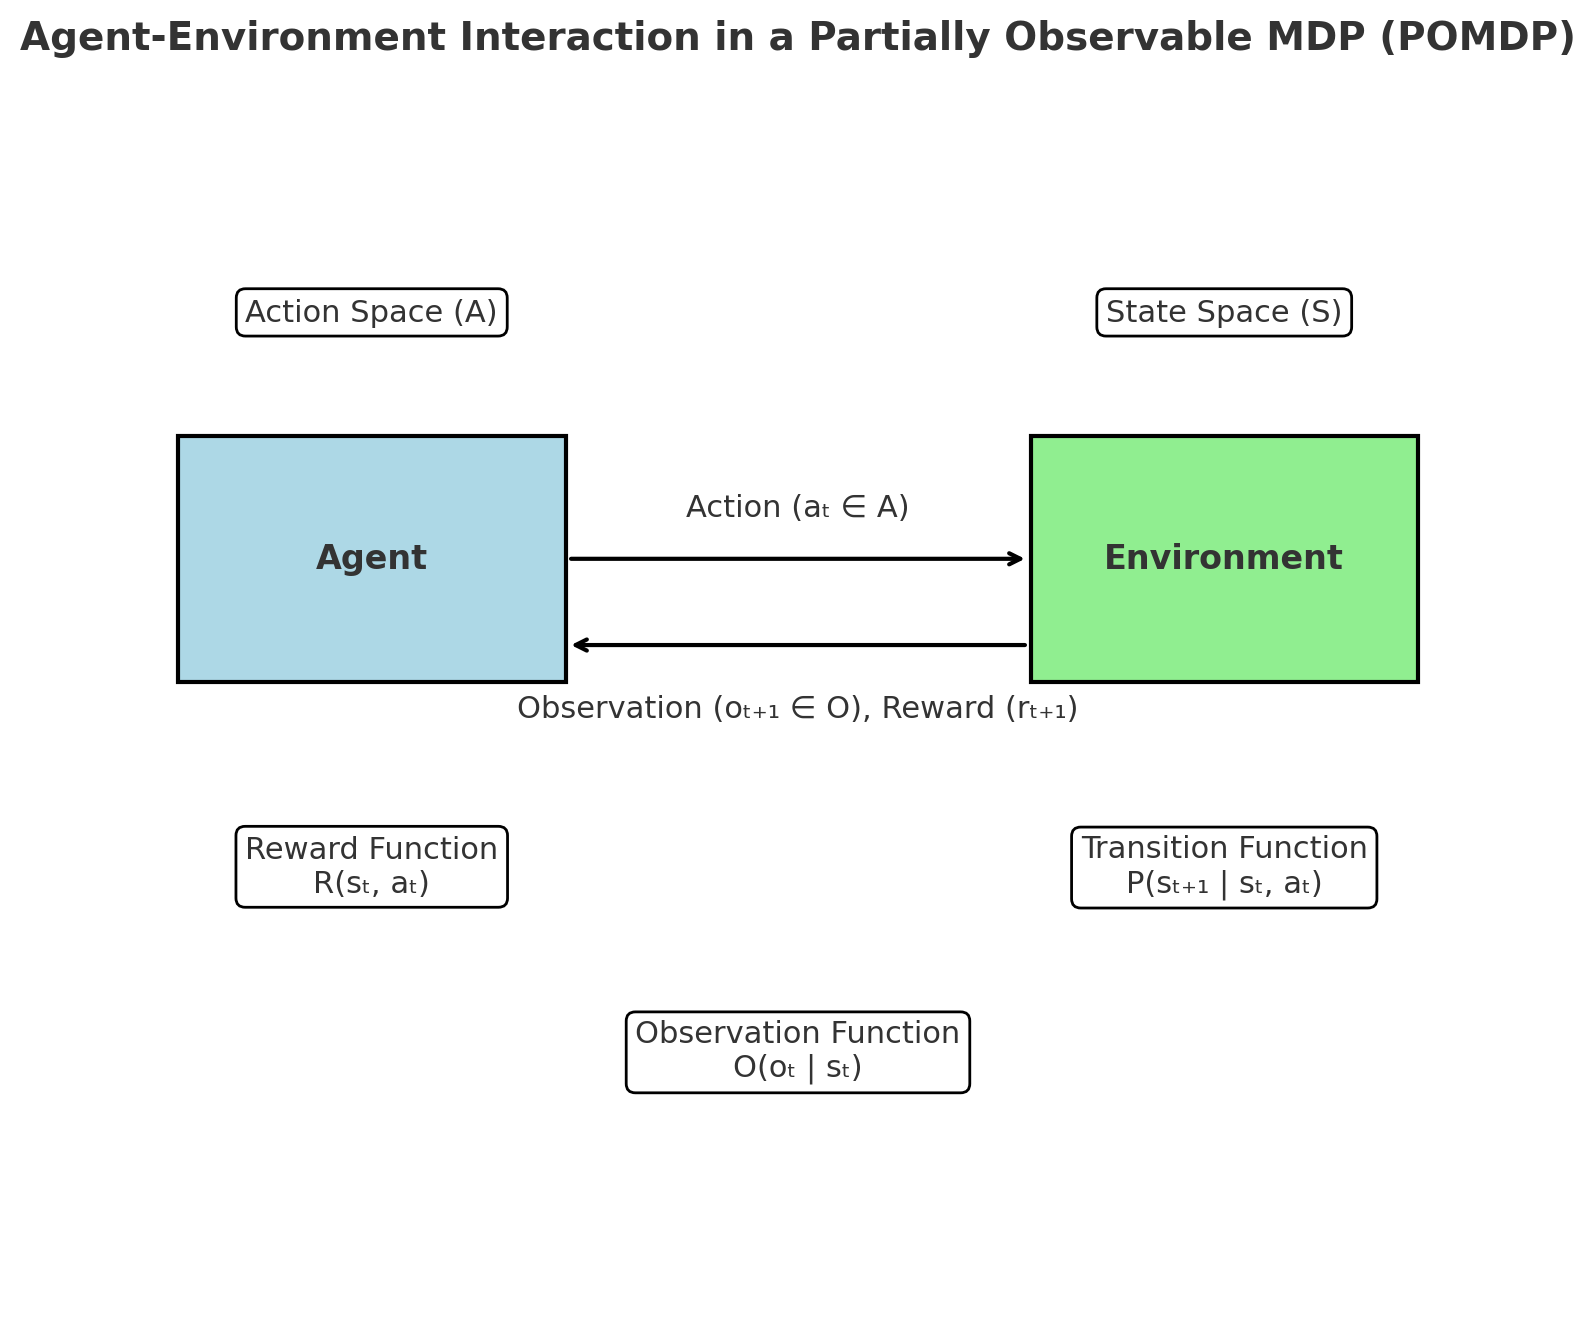 Agent-Environment Interaction in a Partially Observable MDP (POMDP)
Action Space (A)
State Space (S)
Action (aₜ ∈ A)
Agent
Environment
Observation (oₜ₊₁ ∈ O), Reward (rₜ₊₁)
Reward Function
R(sₜ, aₜ)
Transition Function
P(sₜ₊₁ | sₜ, aₜ)
Observation Function
O(oₜ | sₜ)